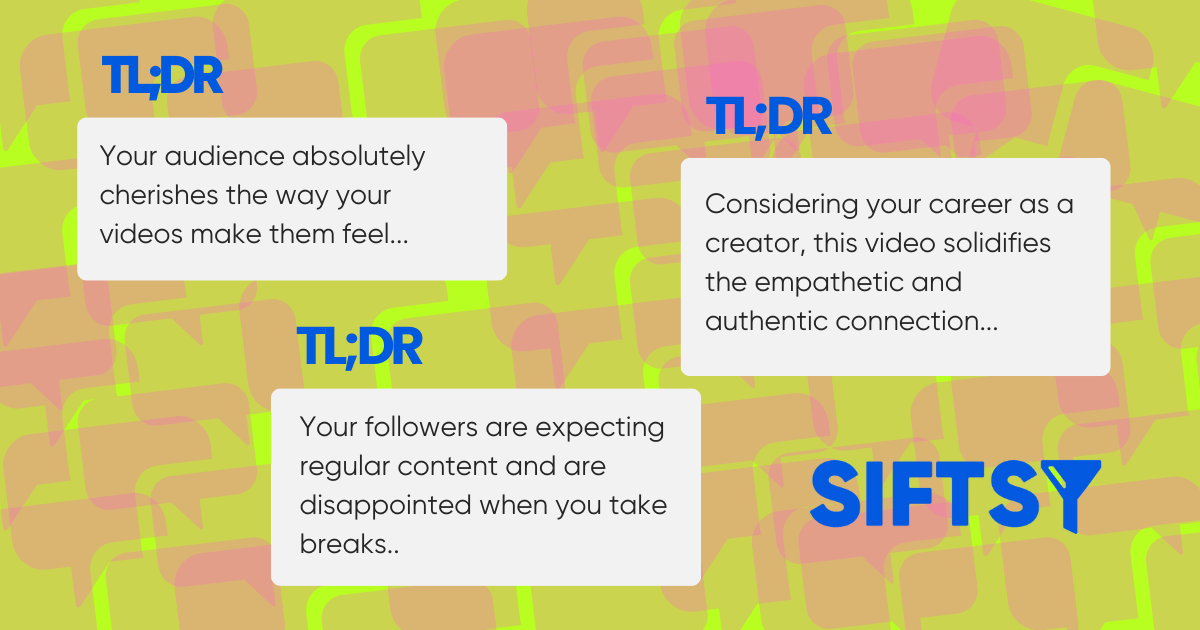 TL;DR
Your audience absolutely
cherishes the way your
videos make them feel...
TL;DR
Considering your career as a
creator, this video solidifies
the empathetic and
authentic connection...
TL;DR
Your followers are expecting
regular content and are
disappointed when you take
breaks..
SIFTSY